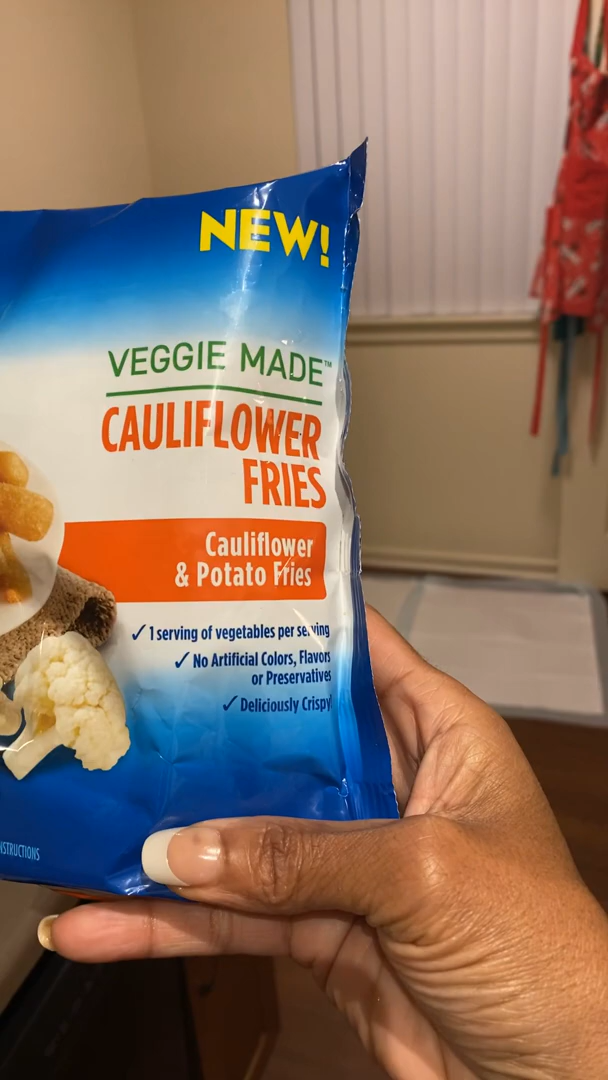 NEW!
VEGGIE MADE™
CAULIFLOWER
FRIES
Cauliflower
& Potato Fries
✓ 1 serving of vegetables per serving
✓ No Artificial Colors, Flavors
or Preservatives
✓ Deliciously Crispy!
NSTRUCTIONS